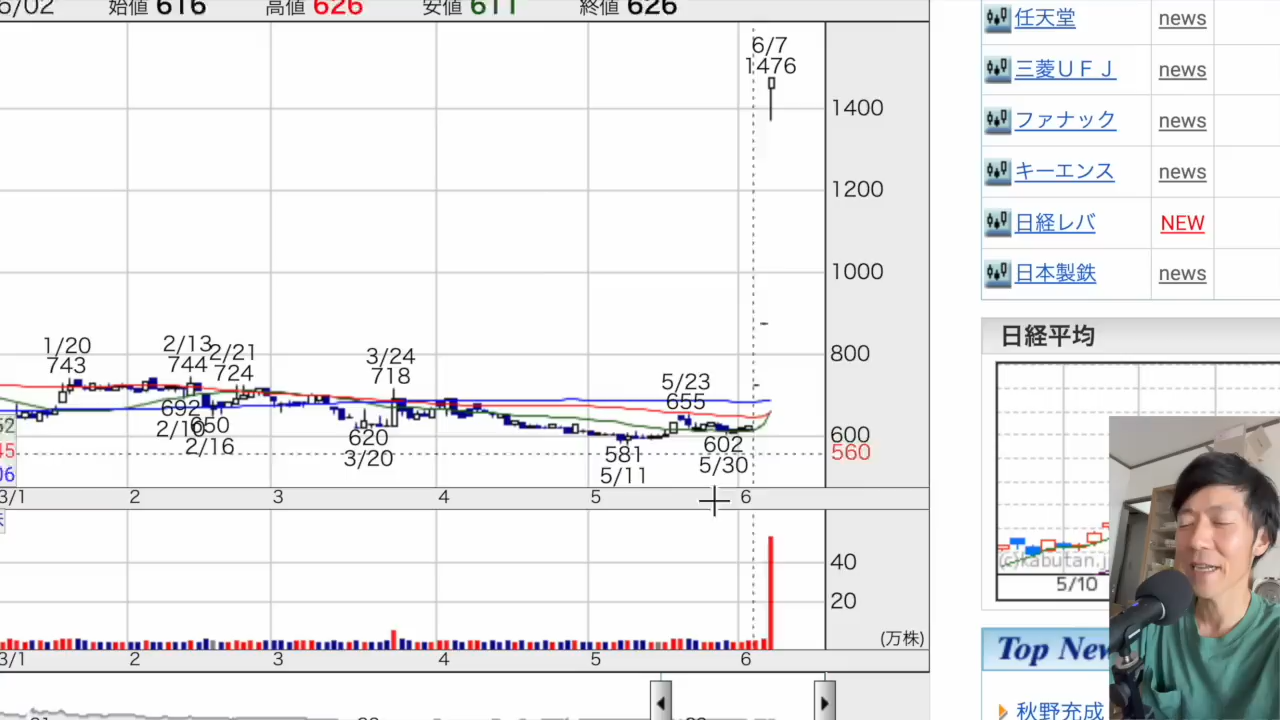 6/02 始値 616 高値 626 安値 611 終値 626
6/7
1476
1400
1200
1000
800
600
560
1/20
743
2/13
744
2/21
724
3/24
718
5/23
655
692
650
2/16
620
3/20
581
5/11
602
5/30
52
45
06
3/1 2 3 4 5 6
40
20
(万株)
3/1 2 3 4 5 6
任天堂 news
三菱ＵＦＪ news
ファナック news
キーエンス news
日経レバ NEW
日本製鉄 news
日経平均
(c)kabutan.j
5/10
Top New
秋野充成